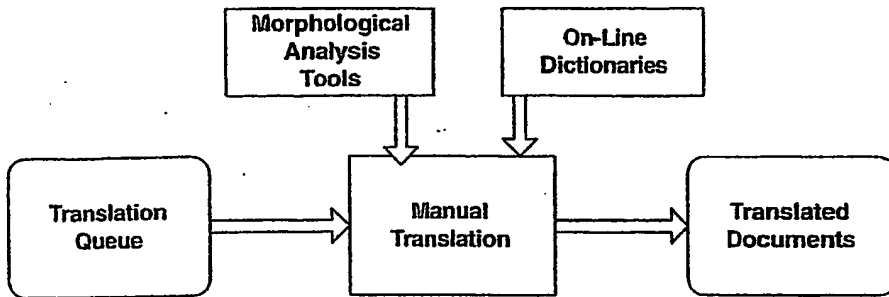 Morphological
Analysis
Tools
On-Line
Dictionaries
Translation
Queue
Manual
Translation
Translated
Documents